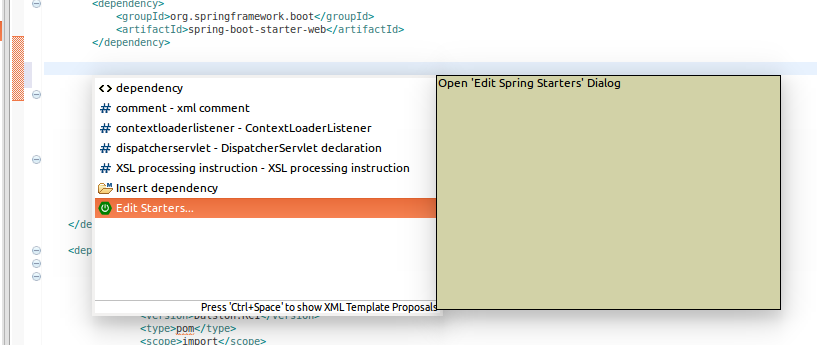 <dependency>
<groupId>org.springframework.boot</groupId>
<artifactId>spring-boot-starter-web</artifactId>
</dependency>
<> dependency
Open 'Edit Spring Starters' Dialog
# comment - xml comment
# contextloaderlistener - ContextLoaderListener
# dispatcherservlet - DispatcherServlet declaration
# XSL processing instruction - XSL processing instruction
Insert dependency
Edit Starters...
</de
<dep
Press 'Ctrl+Space' to show XML Template Proposals
<version>Dalston.RC1</version>
<type>pom</type>
<scope>import</scope>